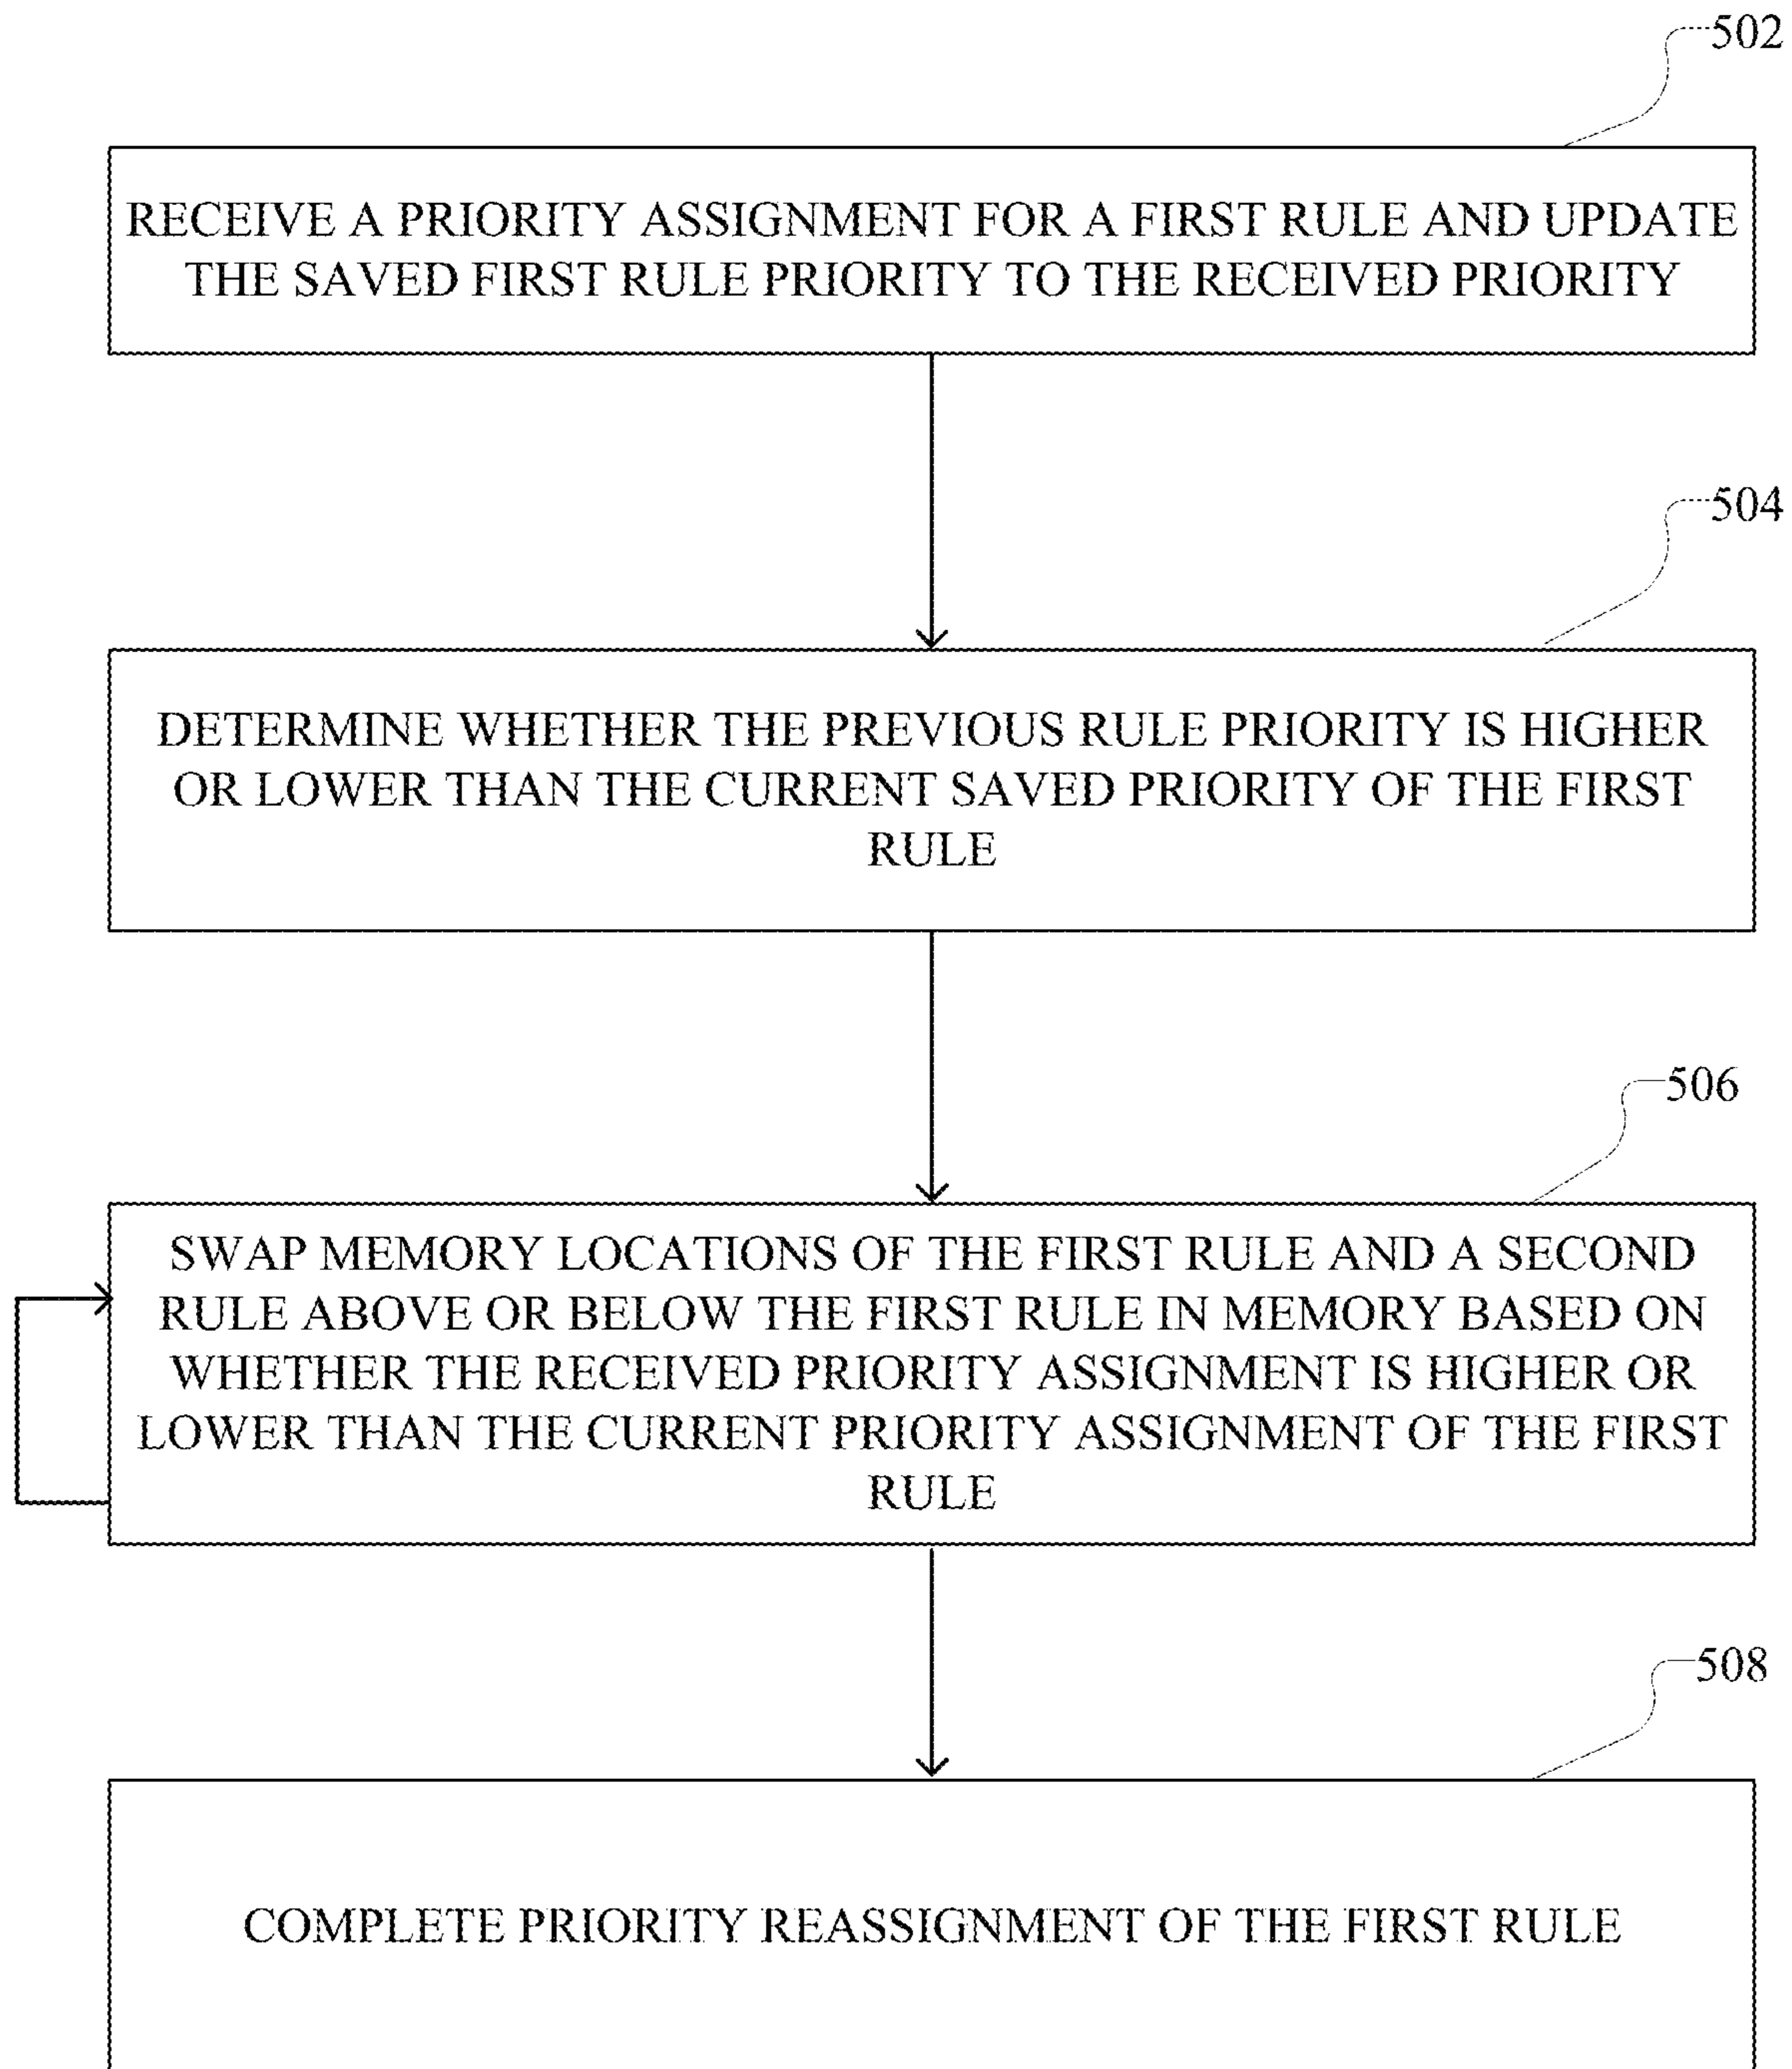 502
RECEIVE A PRIORITY ASSIGNMENT FOR A FIRST RULE AND UPDATE
THE SAVED FIRST RULE PRIORITY TO THE RECEIVED PRIORITY
504
DETERMINE WHETHER THE PREVIOUS RULE PRIORITY IS HIGHER
OR LOWER THAN THE CURRENT SAVED PRIORITY OF THE FIRST
RULE
506
SWAP MEMORY LOCATIONS OF THE FIRST RULE AND A SECOND
RULE ABOVE OR BELOW THE FIRST RULE IN MEMORY BASED ON
WHETHER THE RECEIVED PRIORITY ASSIGNMENT IS HIGHER OR
LOWER THAN THE CURRENT PRIORITY ASSIGNMENT OF THE FIRST
RULE
508
COMPLETE PRIORITY REASSIGNMENT OF THE FIRST RULE